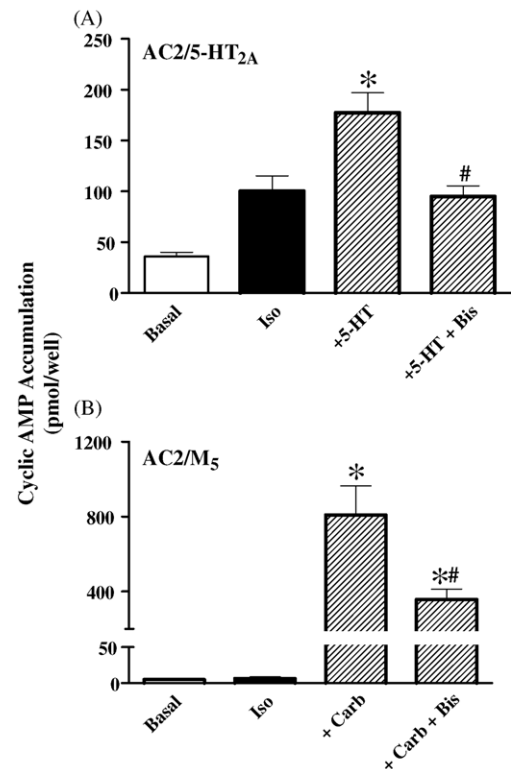 (A)
AC2/5-HT2A
250
200
150
100
50
0
*
#
Basal
Iso
+5-HT
+5-HT + Bis
Cyclic AMP Accumulation
(pmol/well)
(B)
AC2/M5
1200
800
400
50
0
*
*#
Basal
Iso
+ Carb
+ Carb + Bis